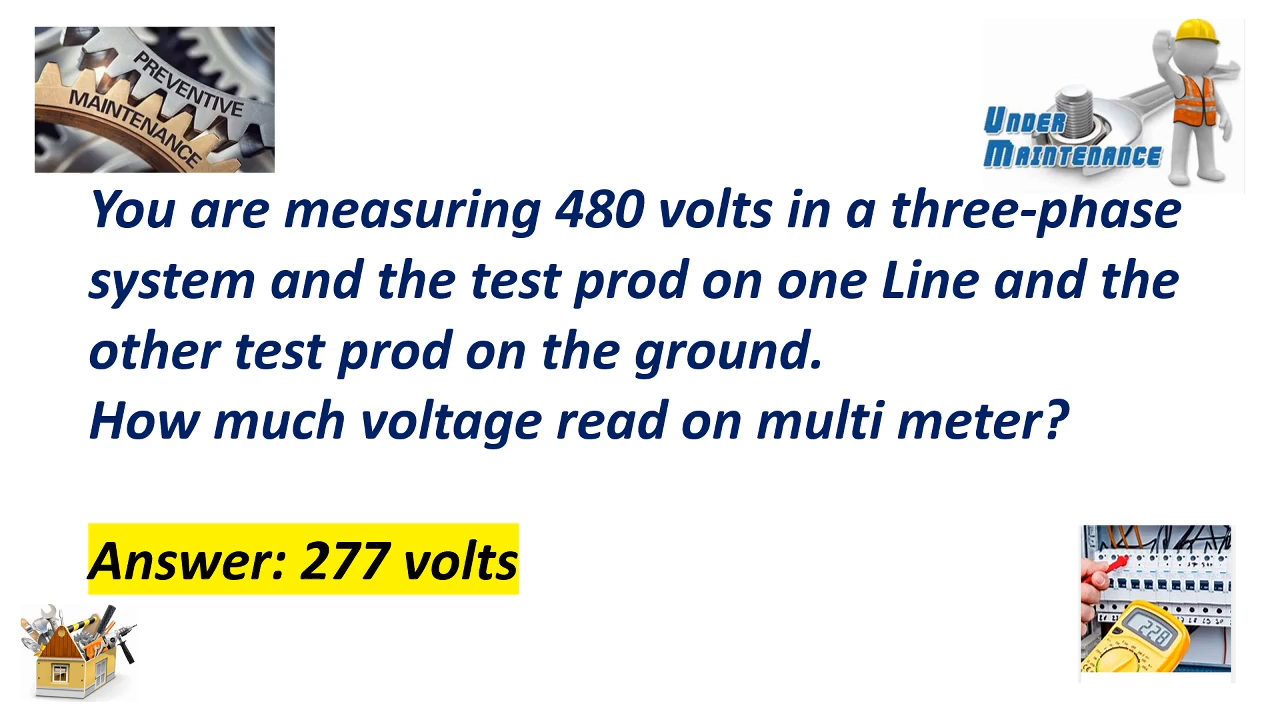 PREVENTIVE
MAINTENANCE
UNDER
MAINTENANCE
You are measuring 480 volts in a three-phase
system and the test prod on one Line and the
other test prod on the ground.
How much voltage read on multi meter?
Answer: 277 volts
228